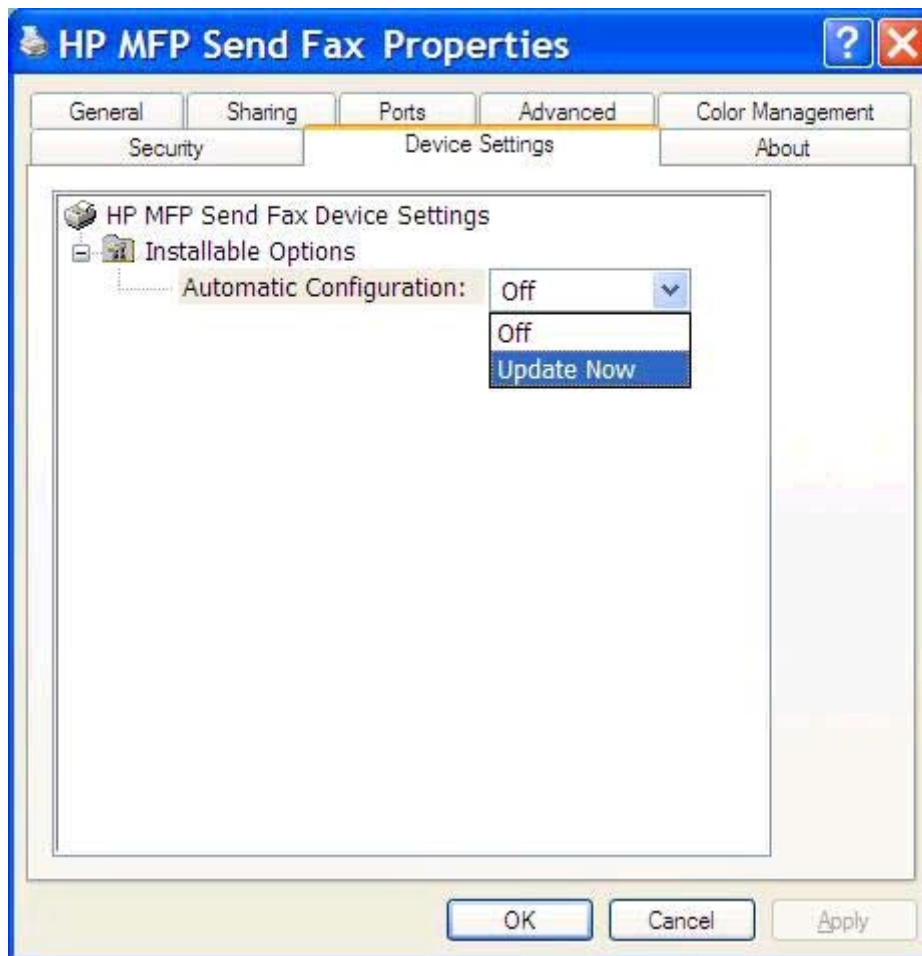 HP MFP Send Fax Properties
General Sharing Ports Advanced Color Management
Security Device Settings About
HP MFP Send Fax Device Settings
Installable Options
Automatic Configuration: Off
Off
Update Now
OK Cancel Apply